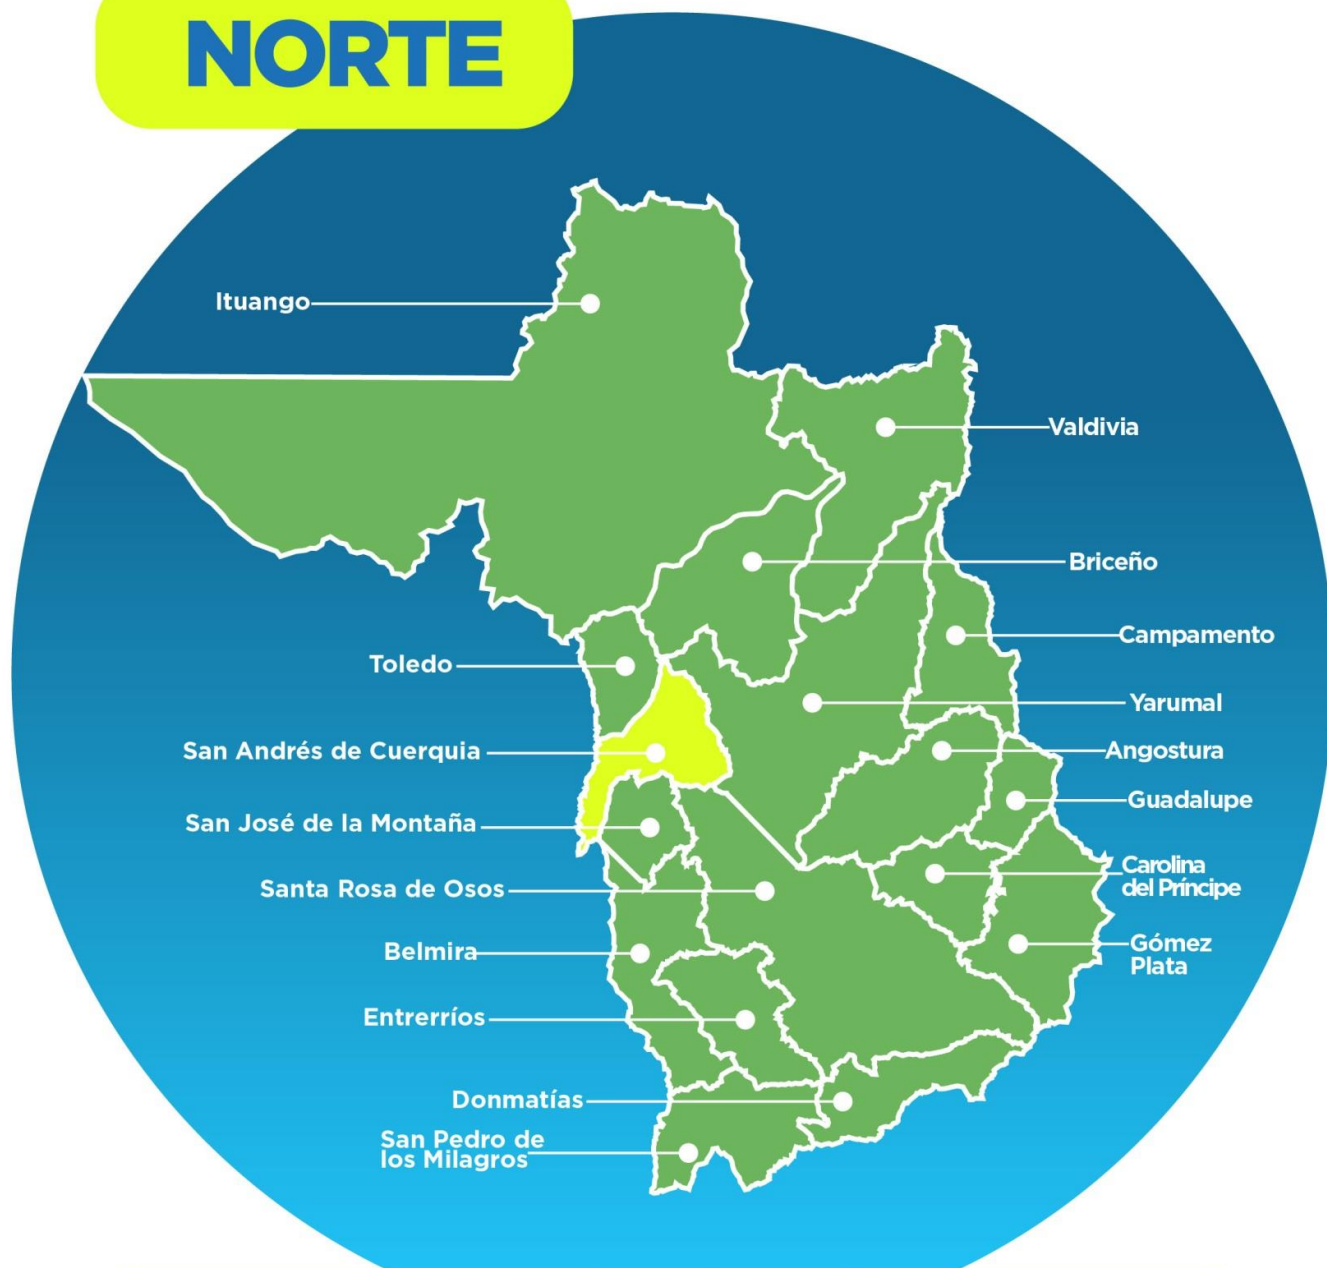 NORTE
Ituango
Valdivia
Briceño
Campamento
Toledo
Yarumal
San Andrés de Cuerquia
Angostura
Guadalupe
San José de la Montaña
Carolina
del Príncipe
Santa Rosa de Osos
Belmira
Gómez
Plata
Entrerríos
Donmatías
San Pedro de
los Milagros